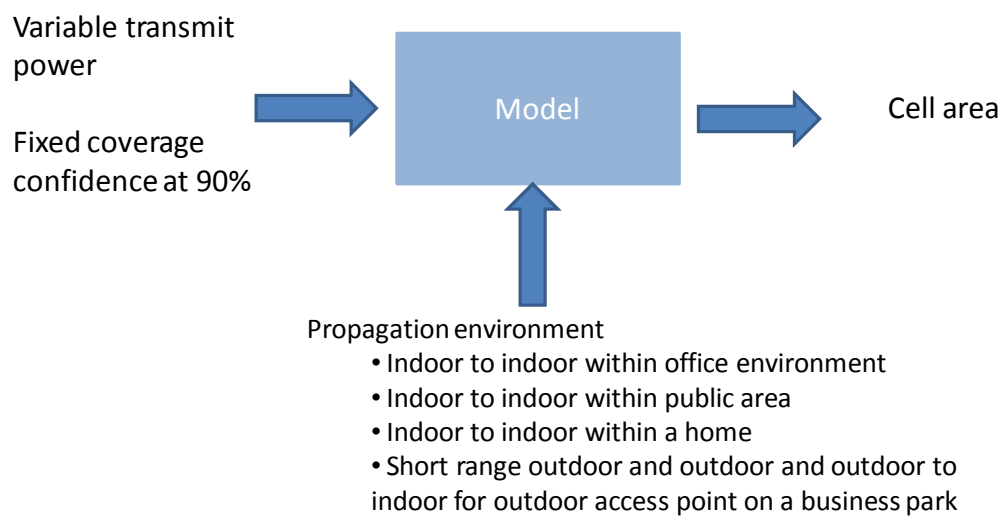 Variable transmit
power
Fixed coverage
confidence at 90%
Model
Cell area
Propagation environment
• Indoor to indoor within office environment
• Indoor to indoor within public area
• Indoor to indoor within a home
• Short range outdoor and outdoor and outdoor to
indoor for outdoor access point on a business park